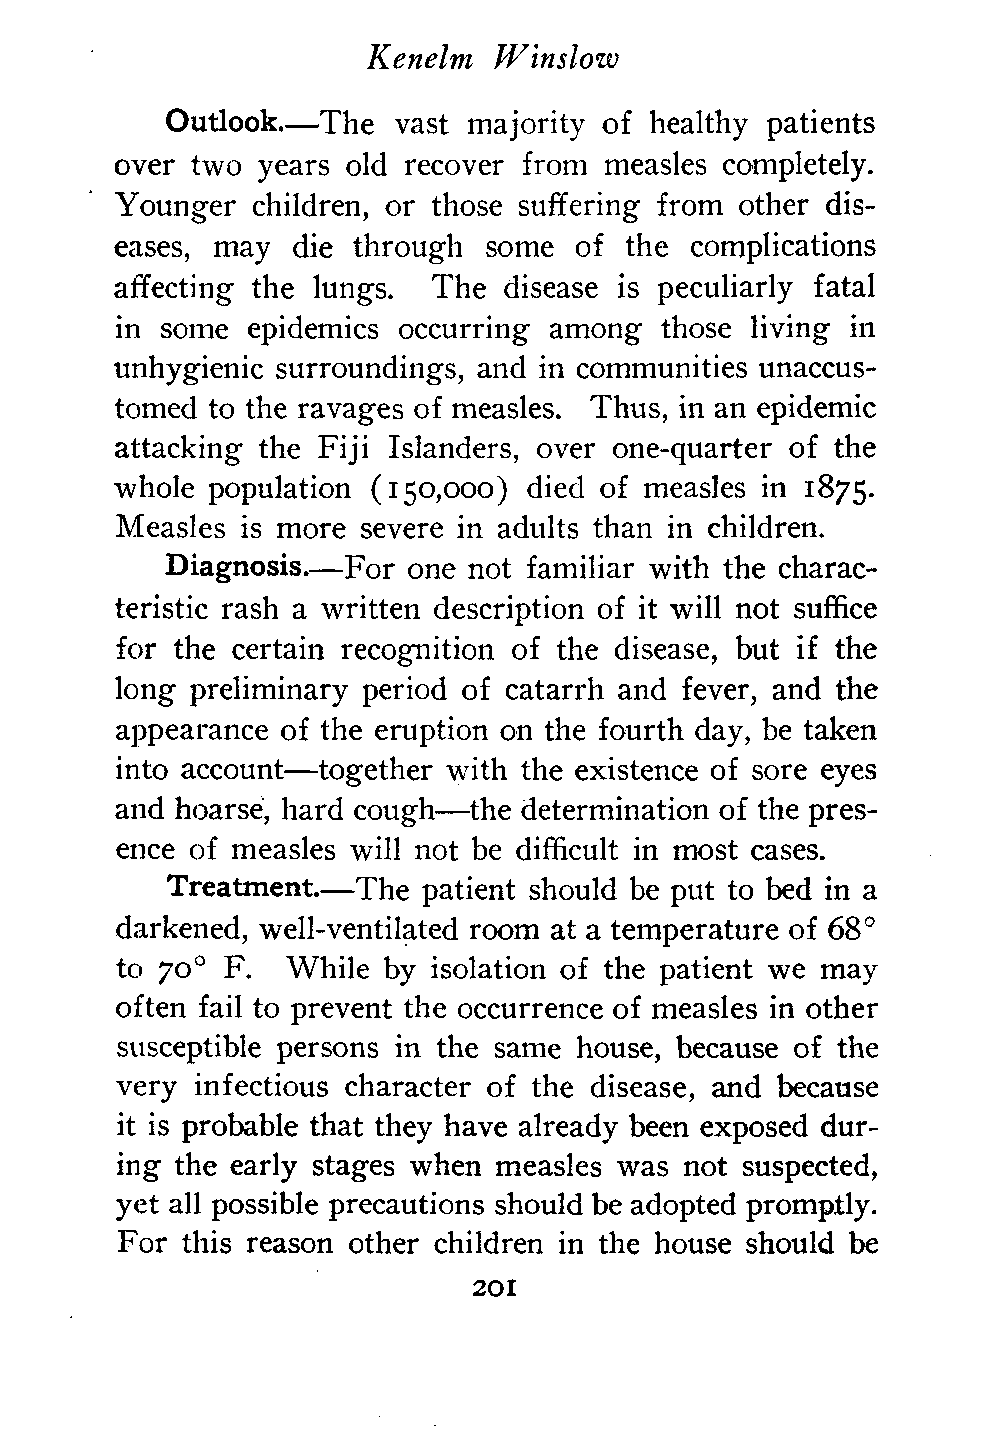 Kenelm Winslow
Outlook.—The vast majority of healthy patients
over two years old recover from measles completely.
Younger children, or those suffering from other dis-
eases, may die through some of the complications
affecting the lungs. The disease is peculiarly fatal
in some epidemics occurring among those living in
unhygienic surroundings, and in communities unaccus-
tomed to the ravages of measles. Thus, in an epidemic
attacking the Fiji Islanders, over one-quarter of the
whole population (150,000) died of measles in 1875.
Measles is more severe in adults than in children.
Diagnosis.—For one not familiar with the charac-
teristic rash a written description of it will not suffice
for the certain recognition of the disease, but if the
long preliminary period of catarrh and fever, and the
appearance of the eruption on the fourth day, be taken
into account—together with the existence of sore eyes
and hoarse, hard cough—the determination of the pres-
ence of measles will not be difficult in most cases.
Treatment.—The patient should be put to bed in a
darkened, well-ventilated room at a temperature of 68°
to 70° F. While by isolation of the patient we may
often fail to prevent the occurrence of measles in other
susceptible persons in the same house, because of the
very infectious character of the disease, and because
it is probable that they have already been exposed dur-
ing the early stages when measles was not suspected,
yet all possible precautions should be adopted promptly.
For this reason other children in the house should be
201